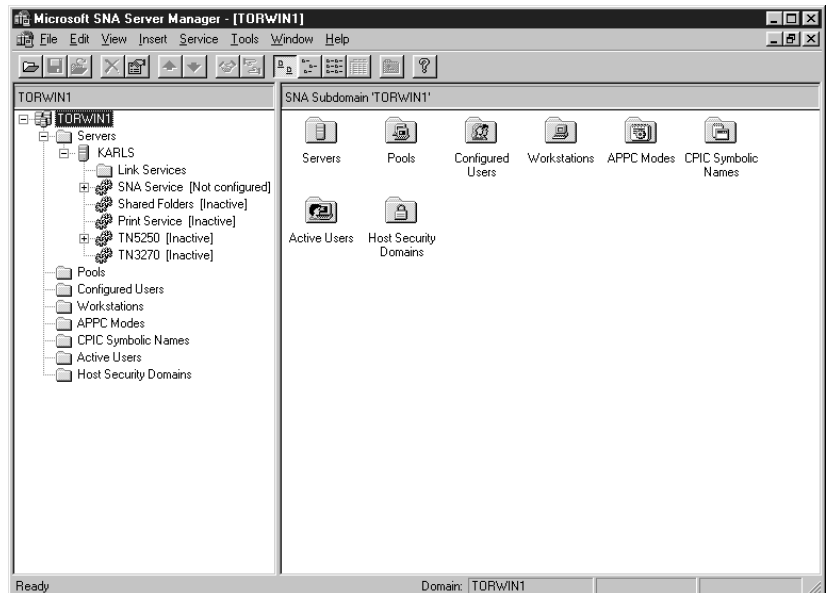 Microsoft SNA Server Manager - [TORWIN1]
File Edit View Insert Service Tools Window Help
TORWIN1
SNA Subdomain 'TORWIN1'
TORWIN1
Servers
KARLS
Link Services
SNA Service [Not configured]
Shared Folders [Inactive]
Print Service [Inactive]
TN5250 [Inactive]
TN3270 [Inactive]
Pools
Configured Users
Workstations
APPC Modes
CPIC Symbolic Names
Active Users
Host Security Domains
Servers
Pools
Configured
Users
Workstations
APPC Modes
CPIC Symbolic
Names
Active Users
Host Security
Domains
Ready
Domain: TORWIN1